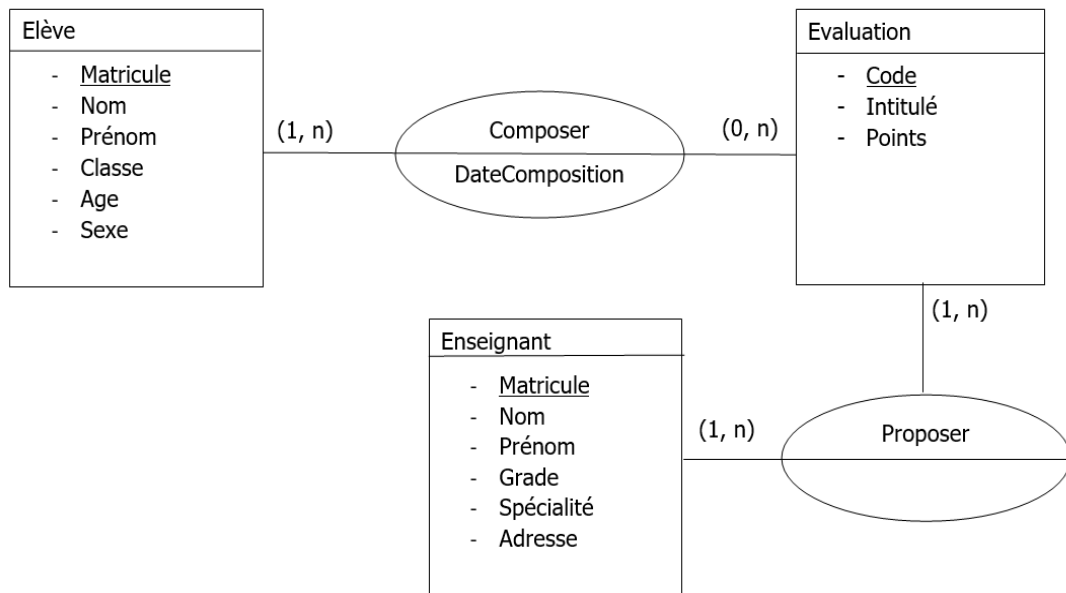 Elève
- Matricule
- Nom
- Prénom
- Classe
- Age
- Sexe
(1, n)
Composer
DateComposition
(0, n)
Evaluation
- Code
- Intitulé
- Points
(1, n)
Enseignant
- Matricule
- Nom
- Prénom
- Grade
- Spécialité
- Adresse
(1, n)
Proposer